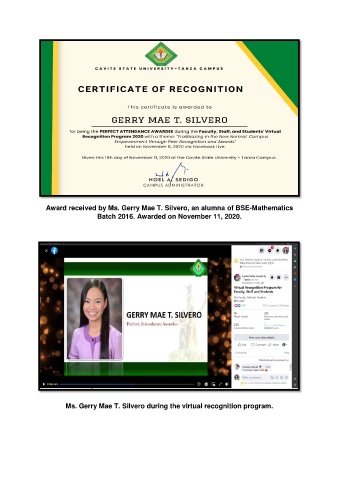 CAVITE STATE UNIVERSITY-TANZA CAMPUS
CERTIFICATE OF RECOGNITION
This certificate is awarded to
GERRY MAE T. SILVERO
for being the PERFECT ATTENDANCE AWARDEE during the Faculty, Staff, and Students' Virtual
Recognition Program 2020 with a theme: "Trailblazing in the New Normal: Campus
Empowerment through Peer Recognition and Awards"
held on November 11, 2020 via Facebook Live.
Given this 11th day of November 11, 2020 at the Cavite State University - Tanza Campus.
NOEL A. SEDIGO
CAMPUS ADMINISTRATOR
Award received by Ms. Gerry Mae T. Silvero, an alumna of BSE-Mathematics
Batch 2016. Awarded on November 11, 2020.
GERRY MAE T. SILVERO
Perfect Attendance Awardee
Virtual Recognition Program for
Faculty, Staff and Students
Ms. Gerry Mae T. Silvero during the virtual recognition program.